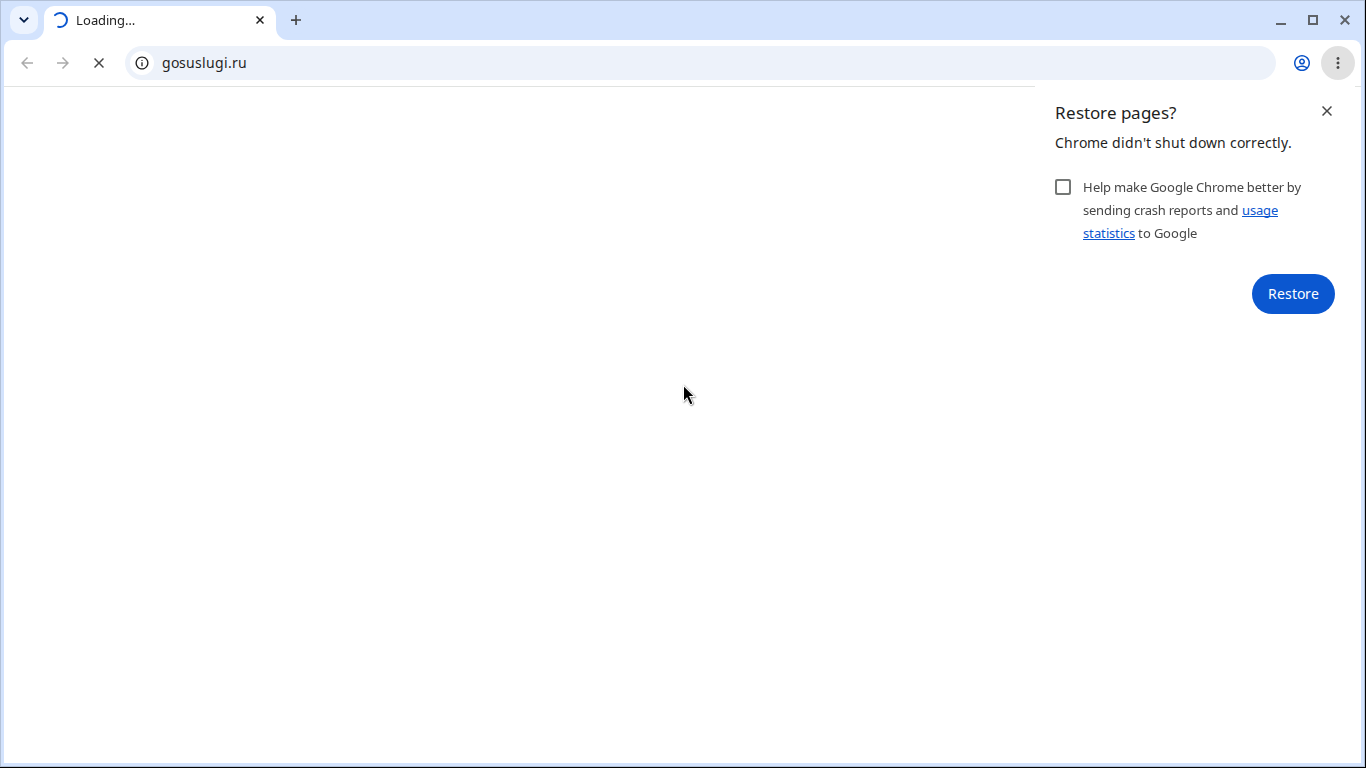 Loading...
gosuslugi.ru
Restore pages?
Chrome didn't shut down correctly.
Help make Google Chrome better by
sending crash reports and usage
statistics to Google
Restore